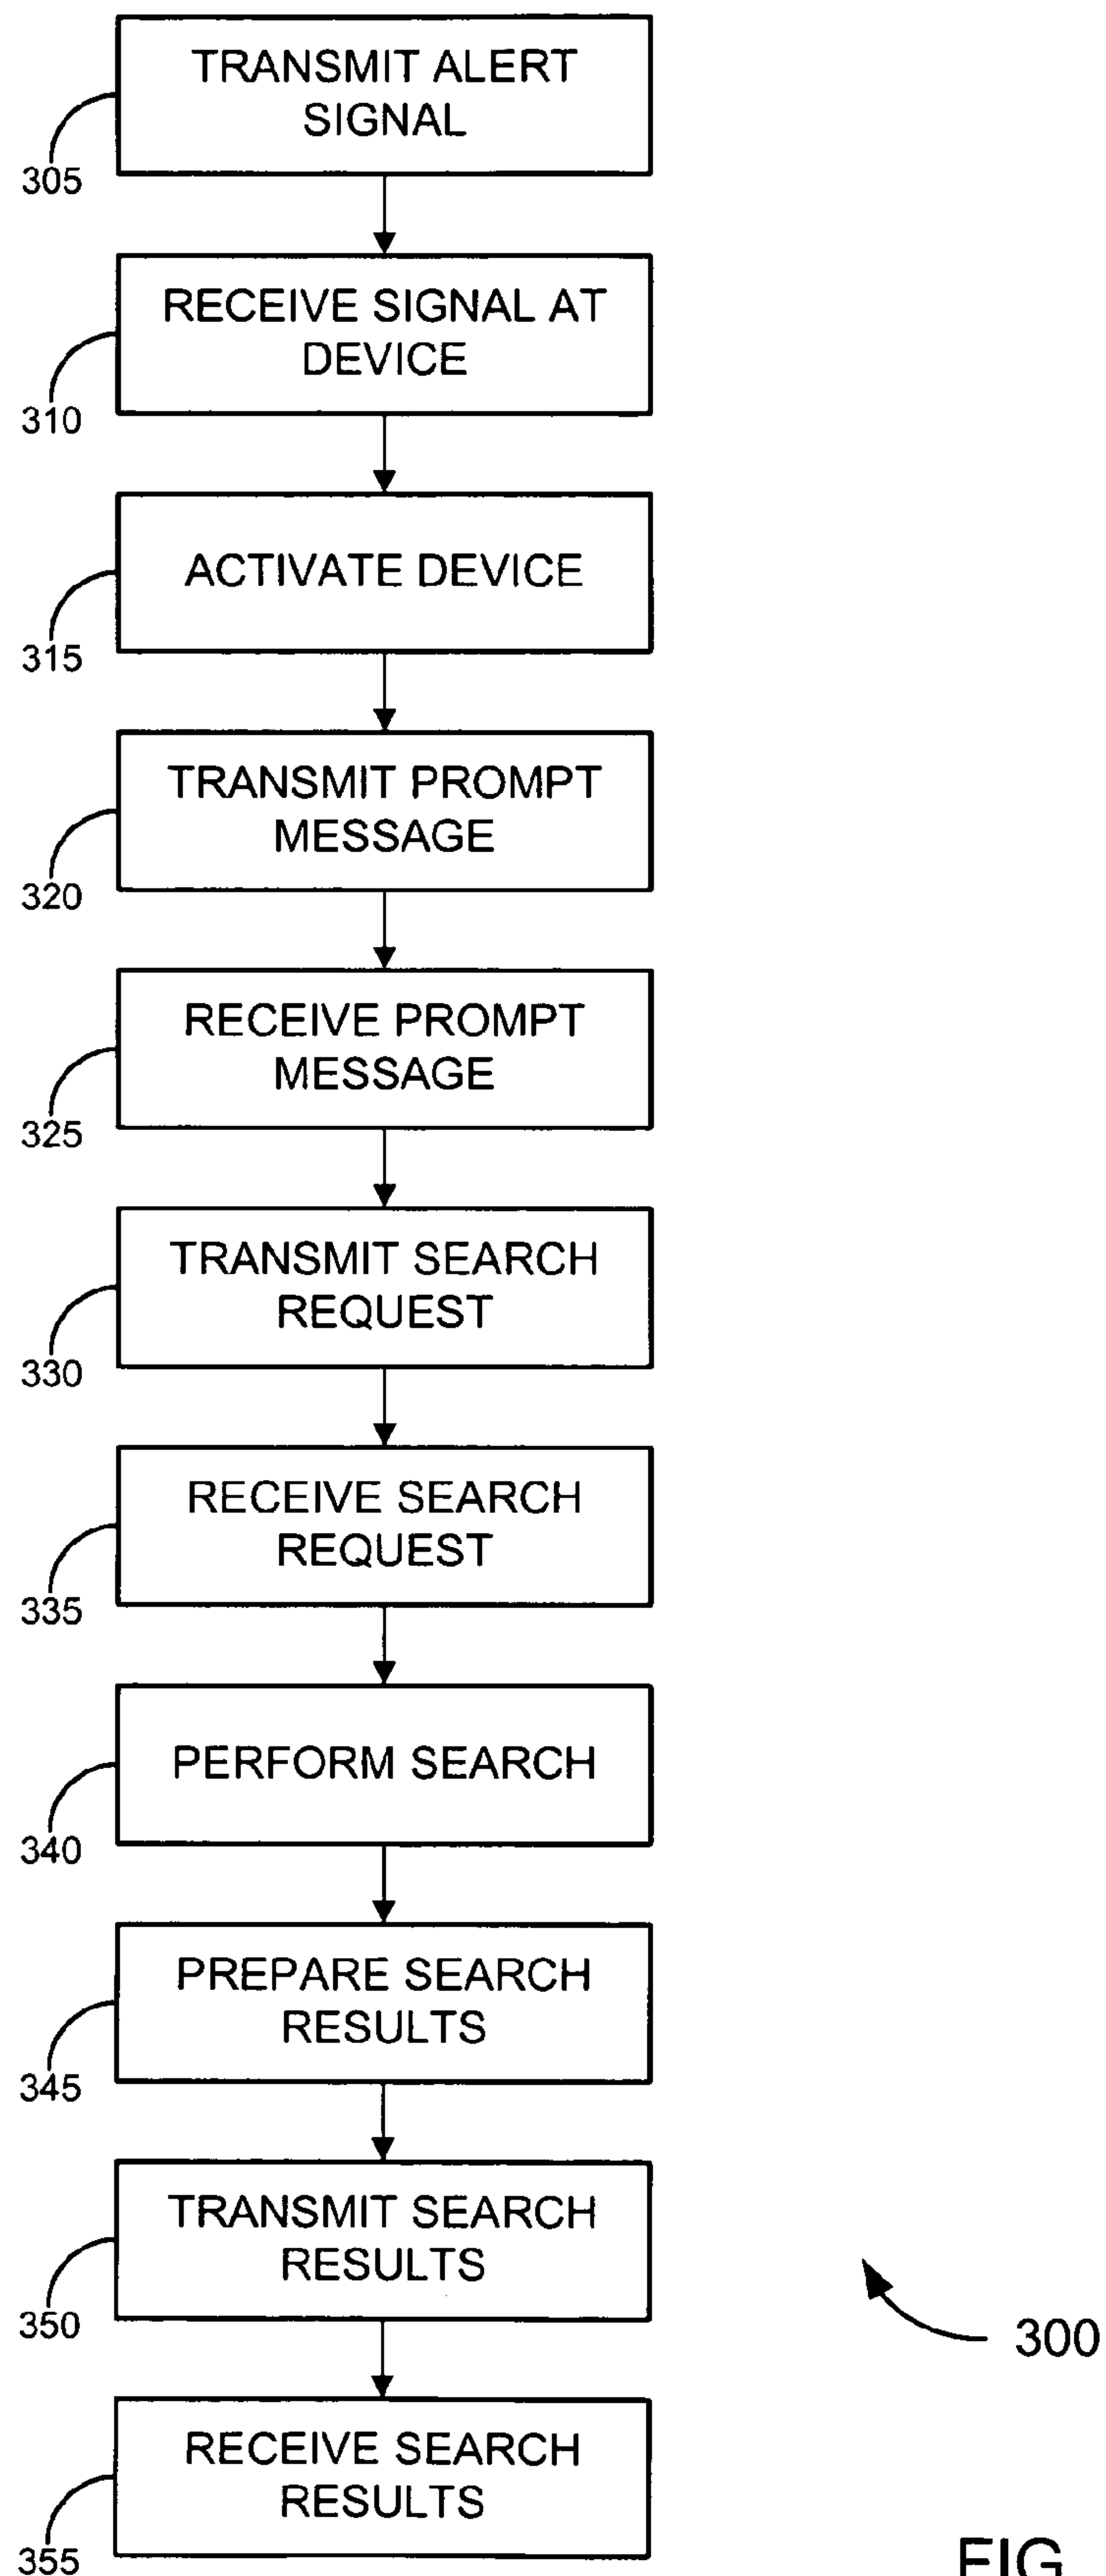 TRANSMIT ALERT
SIGNAL
305
RECEIVE SIGNAL AT
DEVICE
310
ACTIVATE DEVICE
315
TRANSMIT PROMPT
MESSAGE
320
RECEIVE PROMPT
MESSAGE
325
TRANSMIT SEARCH
REQUEST
330
RECEIVE SEARCH
REQUEST
335
PERFORM SEARCH
340
PREPARE SEARCH
RESULTS
345
TRANSMIT SEARCH
RESULTS
350
300
RECEIVE SEARCH
RESULTS
355
FIG